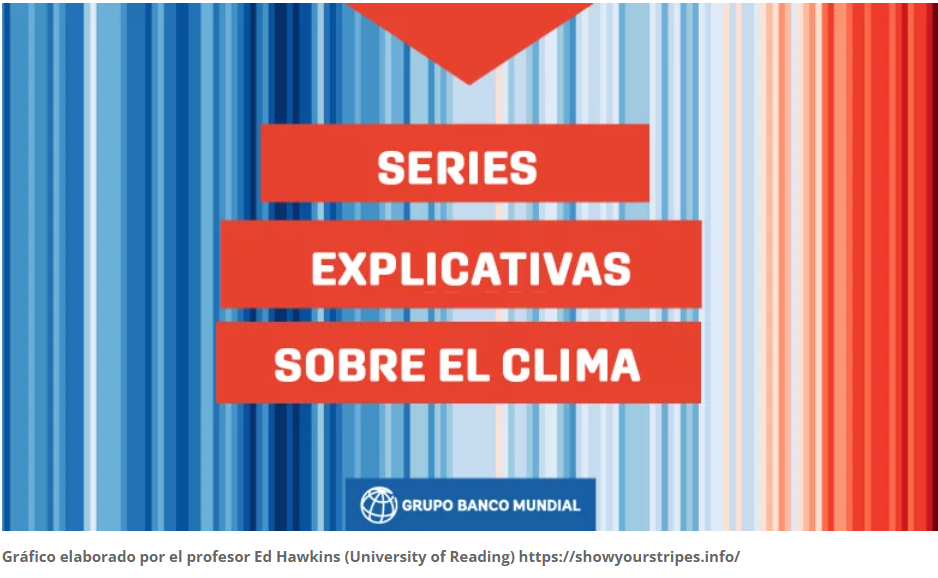 SERIES
EXPLICATIVAS
SOBRE EL CLIMA
GRUPO BANCO MUNDIAL
Gráfico elaborado por el profesor Ed Hawkins (University of Reading) https://showyourstripes.info/